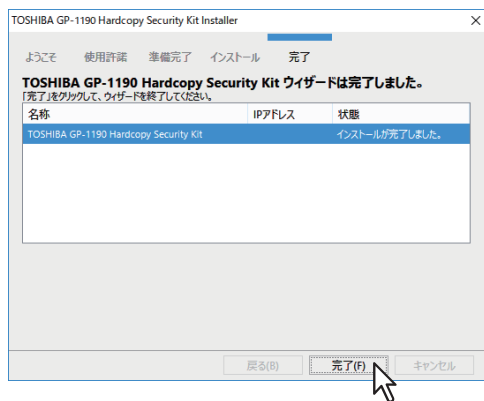 TOSHIBA GP-1190 Hardcopy Security Kit Installer
ようこそ 使用許諾 準備完了 インストール 完了
TOSHIBA GP-1190 Hardcopy Security Kit ウィザードは完了しました。
「完了」をクリックして、ウィザードを終了してください。
名称 IPアドレス 状態
TOSHIBA GP-1190 Hardcopy Security Kit インストールが完了しました。
戻る(B) 完了(F) キャンセル